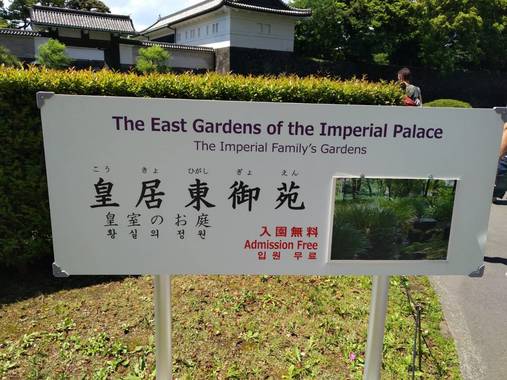 The East Gardens of the Imperial Palace
The Imperial Family's Gardens
こう きょ ひがし ぎょ えん
皇居東御苑
皇室のお庭
황실의정원
入園無料
Admission Free
입원 무료